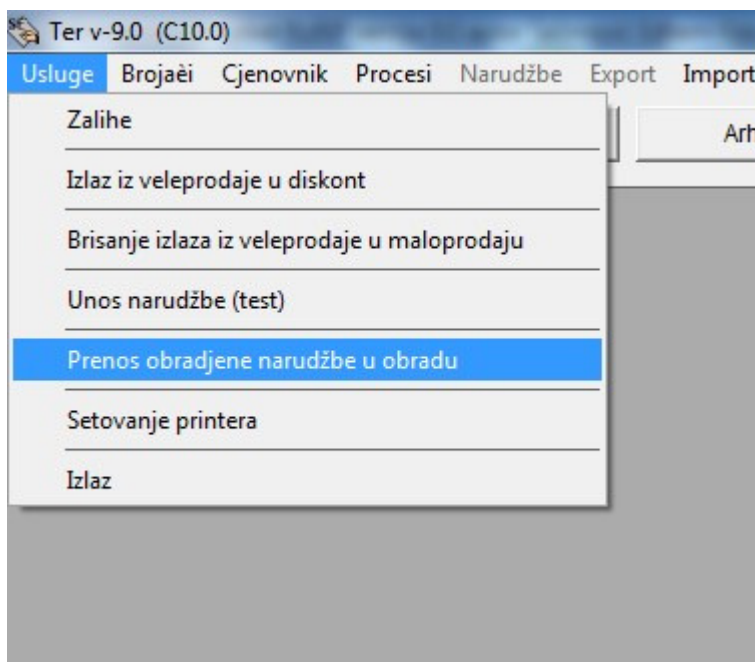 Ter v-9.0 (C10.0)
Usluge Brojaèi Cjenovnik Procesi Narudžbe Export Import
Zalihe
Arh
Izlaz iz veleprodaje u diskont
Brisanje izlaza iz veleprodaje u maloprodaju
Unos narudžbe (test)
Prenos obradjene narudžbe u obradu
Setovanje printera
Izlaz